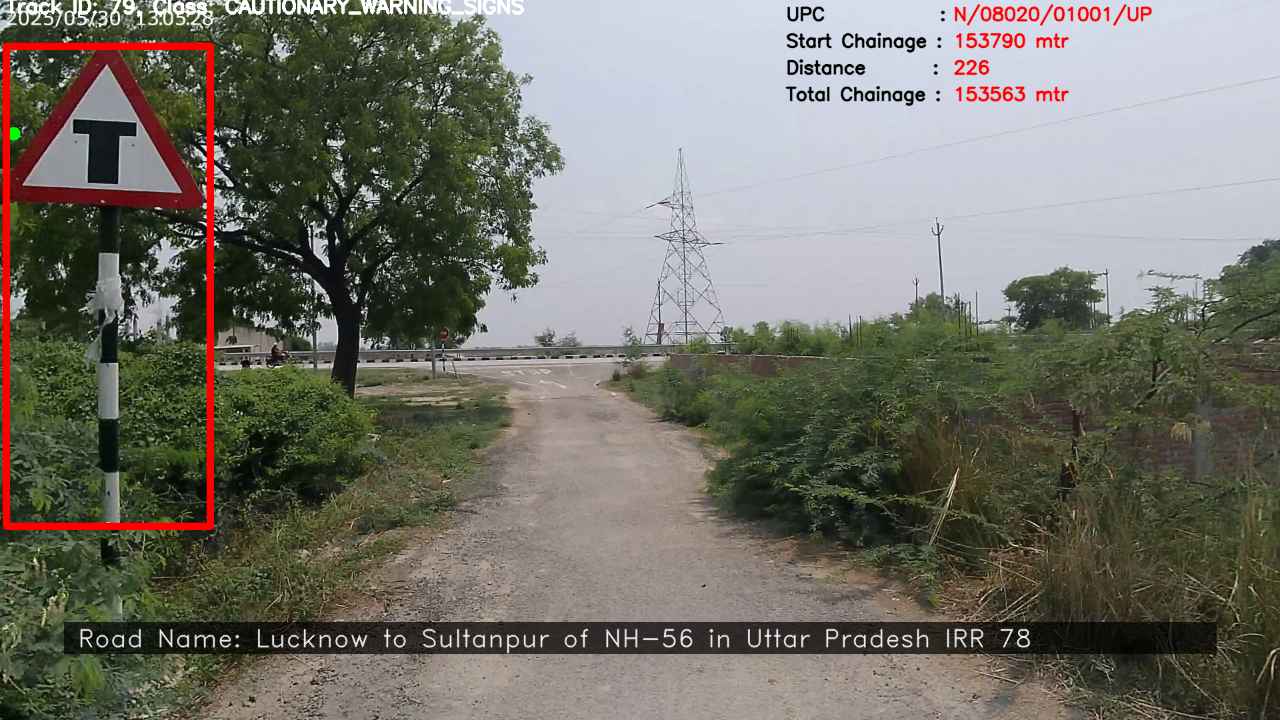 Track ID: 79, Class: CAUTIONARY_WARNING_SIGNS
2025/05/30 13:05:28
UPC : N/08020/01001/UP
Start Chainage : 153790 mtr
Distance : 226
Total Chainage : 153563 mtr
Road Name: Lucknow to Sultanpur of NH-56 in Uttar Pradesh IRR 78